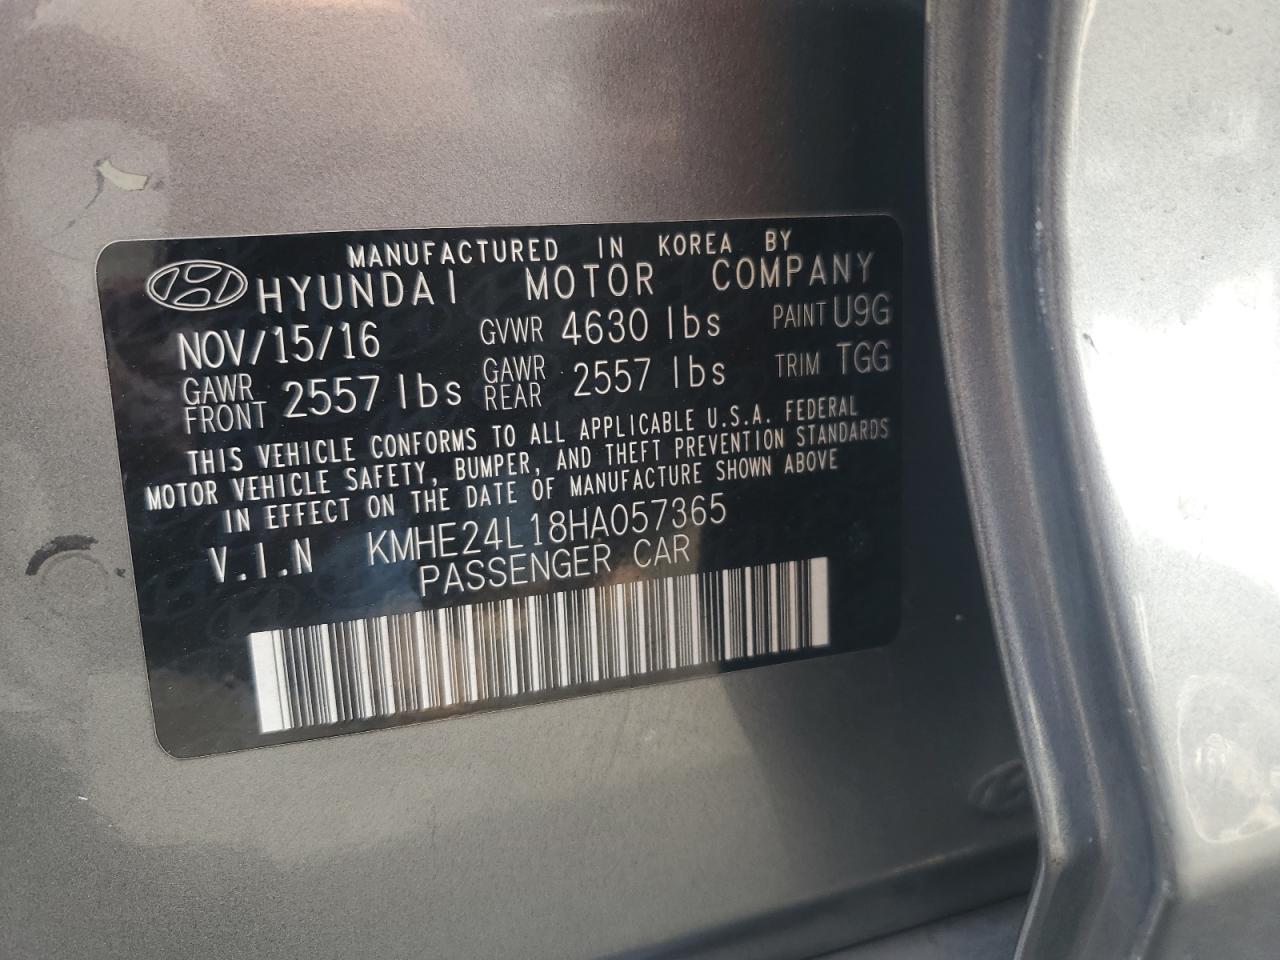 MANUFACTURED IN KOREA BY
HYUNDAI MOTOR COMPANY
NOV/15/16 GVWR 4630 lbs PAINT U9G
GAWR FRONT 2557 lbs GAWR REAR 2557 lbs TRIM TGG
THIS VEHICLE CONFORMS TO ALL APPLICABLE U.S.A. FEDERAL
MOTOR VEHICLE SAFETY, BUMPER, AND THEFT PREVENTION STANDARDS
IN EFFECT ON THE DATE OF MANUFACTURE SHOWN ABOVE
V.I.N KMHE24L18HA057365
PASSENGER CAR